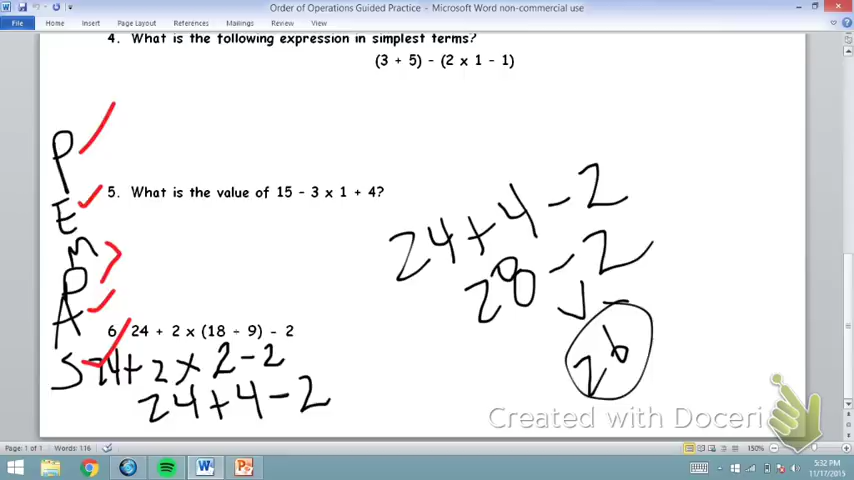 Order of Operations Guided Practice - Microsoft Word non-commercial use
File Home Insert Page Layout References Mailings Review View
4. What is the following expression in simplest terms?
(3 + 5) - (2 x 1 - 1)
P
E
M
D
A
S
5. What is the value of 15 - 3 x 1 + 4?
24+4-2
28-2
26
6. 24 + 2 x (18 ÷ 9) - 2
24+2×2-2
24+4-2
Created with Doceri
Page: 1 of 1 Words: 116 150%
5:32 PM
11/17/2015